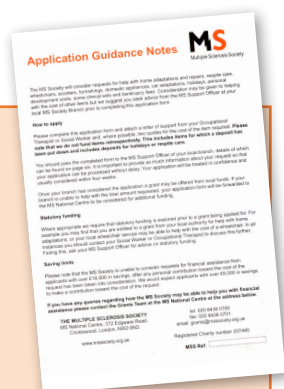 MS
Multiple Sclerosis Society
Application Guidance Notes
The MS Society will consider requests for help with home adaptations and repairs, respite care,
wheelchairs, scooters, furnishings, domestic appliances, car adaptations, holidays, personal
development costs, some clinical aids and emergency fees. Consideration may be given to helping
with the cost of other items but we suggest you seek advice from the MS Support Officer at your
local MS Society Branch prior to completing this application form.
How to apply
Please complete this application form and attach a letter of support from your Occupational
Therapist or Social Worker and, where possible, two quotes for the cost of the item required. Please
note that we do not fund items retrospectively. This includes items for which a deposit has
been put down and includes deposits for holidays or respite care.
You should pass the completed form to the MS Support Officer of your local branch, details of which
can be found on page six. It is important to provide as much information about your request so that
your application can be processed without delay. Your application will be treated in confidence and
usually considered within four weeks.
Once your branch has considered the application a grant may be offered from local funds. If your
branch is unable to help with the total amount requested, your application form will be forwarded to
the MS National Centre to be considered for additional funding.
Statutory funding
Where appropriate we require that statutory funding is explored prior to a grant being applied for. For
example you may find that you are entitled to a grant from your local authority to help with home
adaptations, or your local wheelchair service may be able to help with the cost of a wheelchair. In all
instances you should contact your Social Worker or Occupational Therapist to discuss this further.
Failing this, ask your MS Support Officer for advice on statutory funding.
Saving limits
Please note that the MS Society is unable to consider requests for financial assistance from
applicants with over £16,000 in savings, after any personal contribution toward the cost of the
request has been taken into consideration. We would expect applicants with over £8,000 in savings
to make a contribution toward the cost of the request.
If you have any queries regarding how the MS Society may be able to help you with financial
assistance please contact the Grants Team at the MS National Centre at the address below.
THE MULTIPLE SCLEROSIS SOCIETY
MS National Centre, 372 Edgware Road,
Cricklewood, London, NW2 6ND
www.mssociety.org.uk
tel: 020 8438 0700
fax: 020 8438 0701
email: grants@mssociety.org.uk
Registered Charity number 207495
MSS Ref